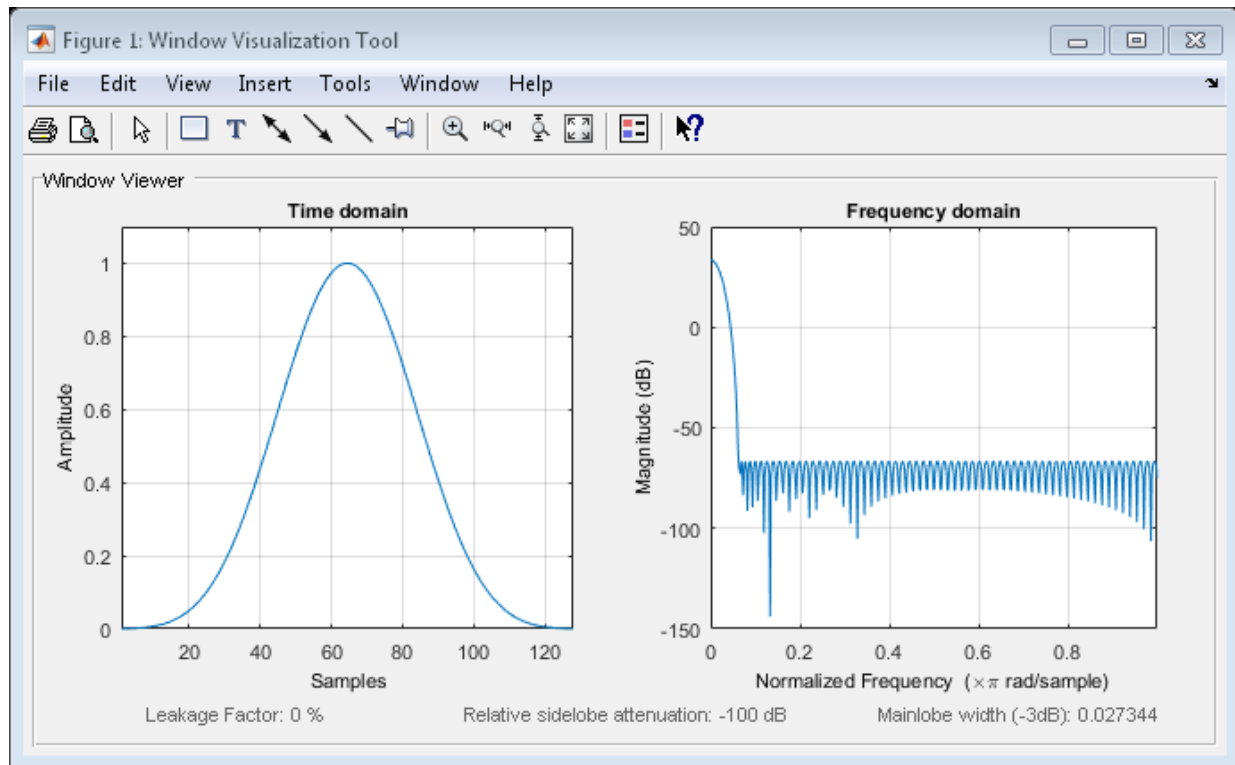 Figure 1: Window Visualization Tool
File Edit View Insert Tools Window Help
T
?
Window Viewer
Time domain
1
0.8
0.6
0.4
0.2
0
Amplitude
20 40 60 80 100 120
Samples
Frequency domain
50
0
-50
-100
-150
Magnitude (dB)
0 0.2 0.4 0.6 0.8
Normalized Frequency (×π rad/sample)
Leakage Factor: 0 % Relative sidelobe attenuation: -100 dB Mainlobe width (-3dB): 0.027344